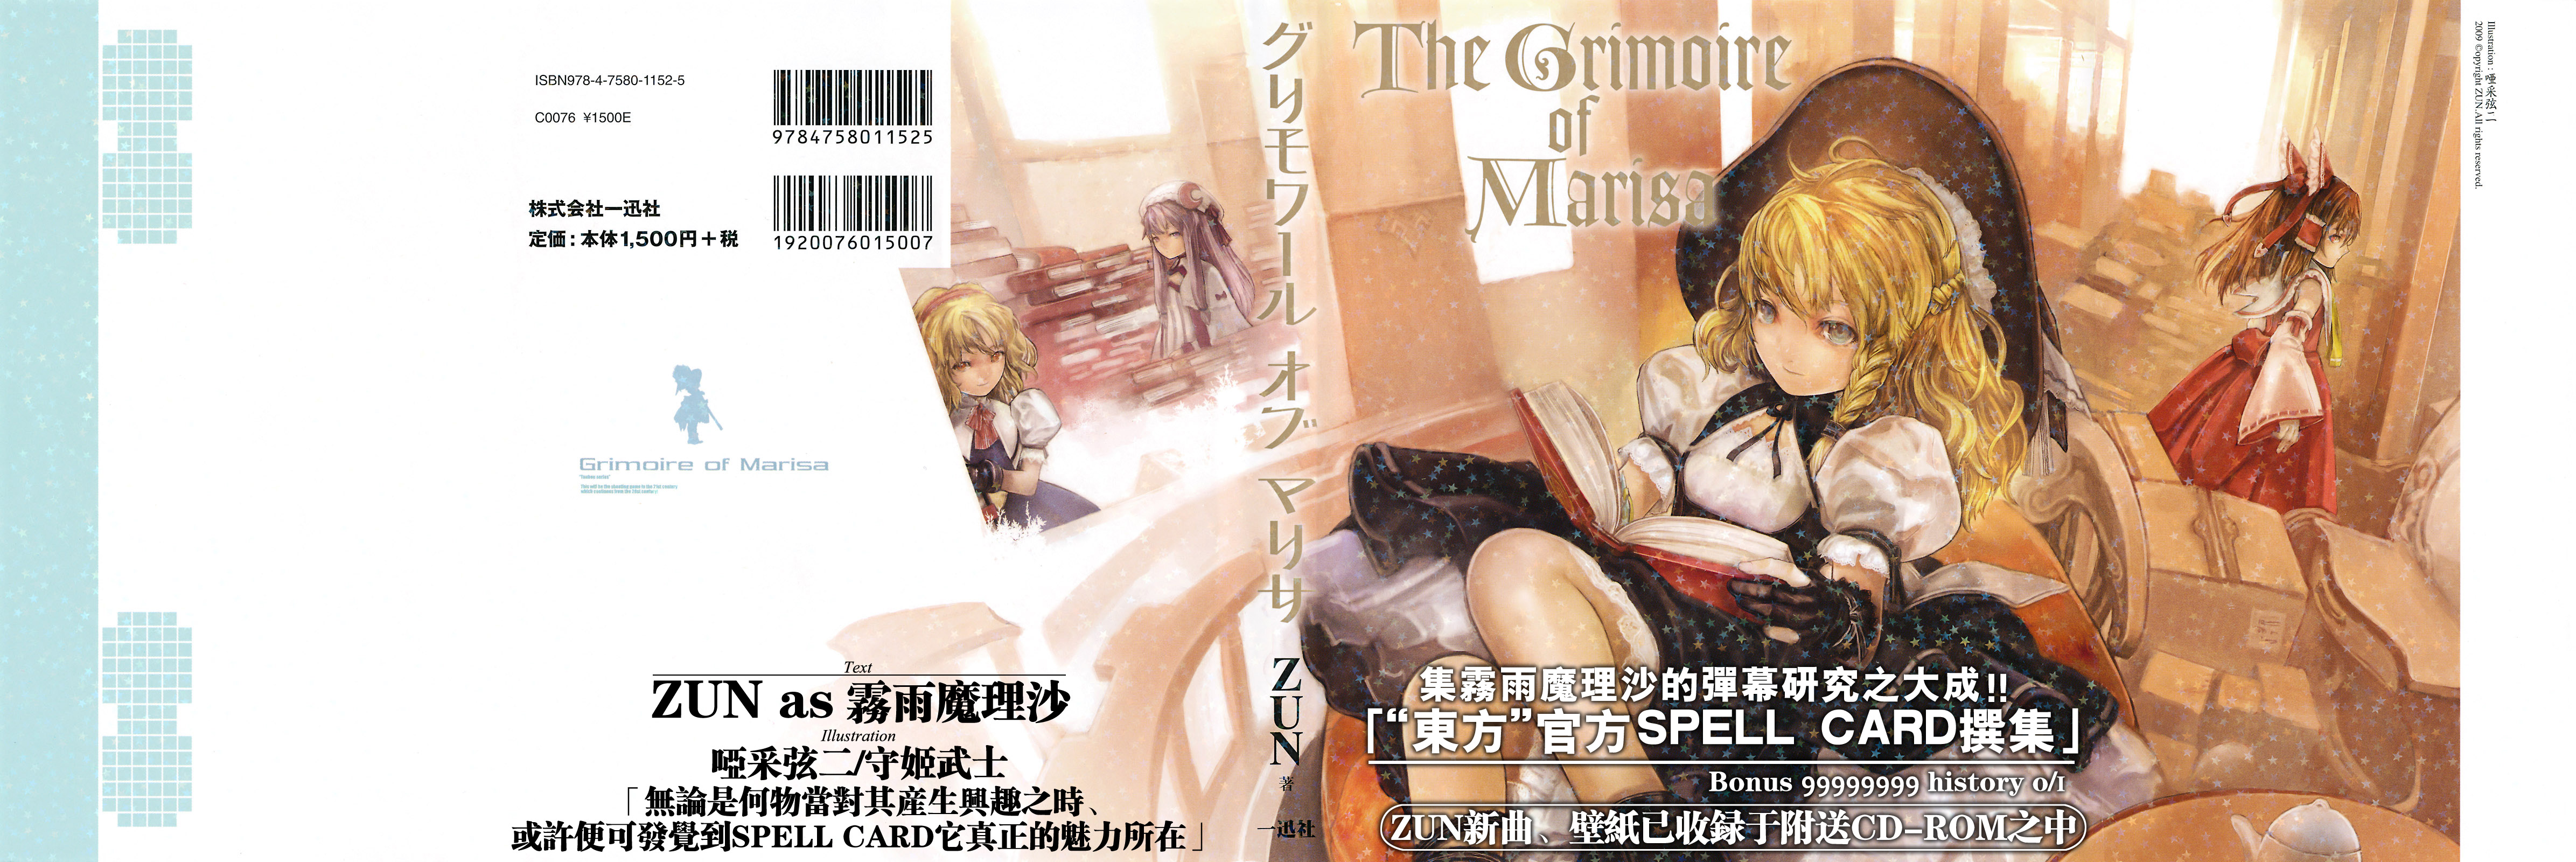 ISBN978-4-7580-1152-5
C0076 ¥1500E
9784758011525
株式会社一迅社
定価：本体1,500円＋税
1920076015007
Grimoire of Marisa
Text
ZUN as 霧雨魔理沙
Illustration
啞采弦二/守姬武士
「無論是何物當對其産生興趣之時、
或許便可發覺到SPELL CARD它真正的魅力所在」
グリモワール オブ マリサ
ZUN
著
一迅社
The Grimoire
of
Marisa
集霧雨魔理沙的彈幕研究之大成!!
「“東方”官方SPELL CARD撰集」
Bonus 99999999 history 0/1
ZUN新曲、壁紙已收録于附送CD-ROM之中
Illustration : 啞采弦二
2009 ©opyright ZUN.All rights reserved.